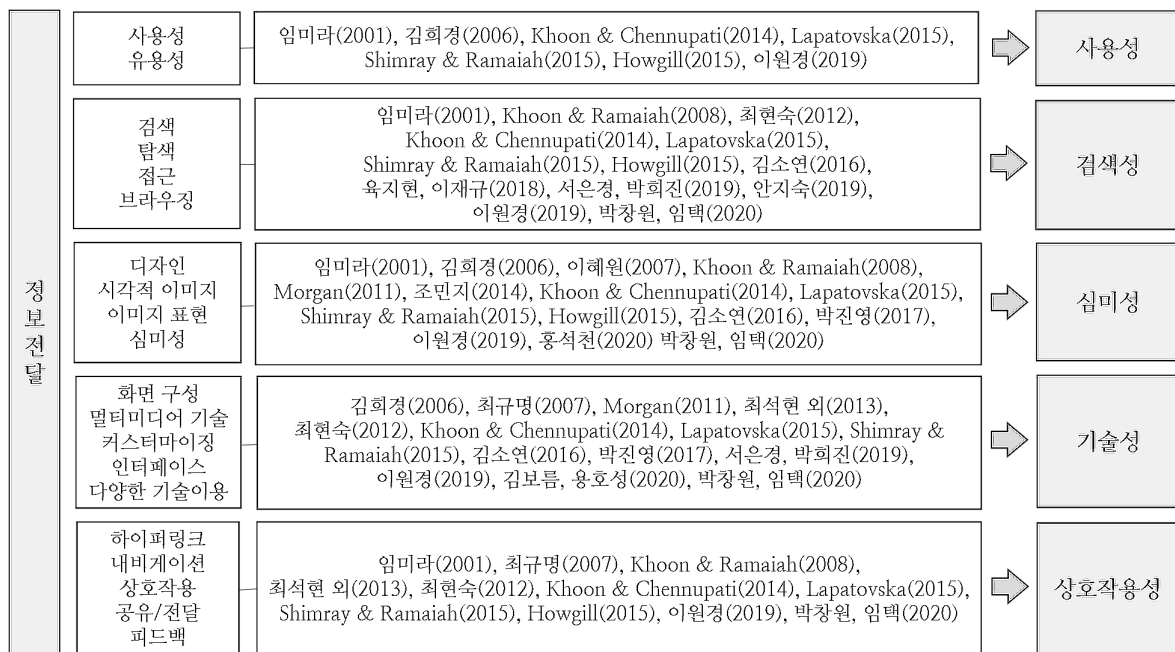 정보전달
사용성
유용성
임미라(2001), 김희경(2006), Khoon & Chennupati(2014), Lapatovska(2015),
Shimray & Ramaiah(2015), Howgill(2015), 이원경(2019)
사용성
검색
탐색
접근
브라우징
임미라(2001), Khoon & Ramaiah(2008), 최현숙(2012),
Khoon & Chennupati(2014), Lapatovska(2015),
Shimray & Ramaiah(2015), Howgill(2015), 김소연(2016),
육지현, 이재규(2018), 서은경, 박희진(2019), 안지숙(2019),
이원경(2019), 박창원, 임택(2020)
검색성
디자인
시각적 이미지
이미지 표현
심미성
임미라(2001), 김희경(2006), 이혜원(2007), Khoon & Ramaiah(2008),
Morgan(2011), 조민지(2014), Khoon & Chennupati(2014), Lapatovska(2015),
Shimray & Ramaiah(2015), Howgill(2015), 김소연(2016), 박진영(2017),
이원경(2019), 홍석천(2020) 박창원, 임택(2020)
심미성
화면 구성
멀티미디어 기술
커스터마이징
인터페이스
다양한 기술이용
김희경(2006), 최규명(2007), Morgan(2011), 최석현 외(2013),
최현숙(2012), Khoon & Chennupati(2014), Lapatovska(2015), Shimray &
Ramaiah(2015), 김소연(2016), 박진영(2017), 서은경, 박희진(2019),
이원경(2019), 김보름, 용호성(2020), 박창원, 임택(2020)
기술성
하이퍼링크
내비게이션
상호작용
공유/전달
피드백
임미라(2001), 최규명(2007), Khoon & Ramaiah(2008),
최석현 외(2013), 최현숙(2012), Khoon & Chennupati(2014), Lapatovska(2015),
Shimray & Ramaiah(2015), Howgill(2015), 이원경(2019), 박창원, 임택(2020)
상호작용성